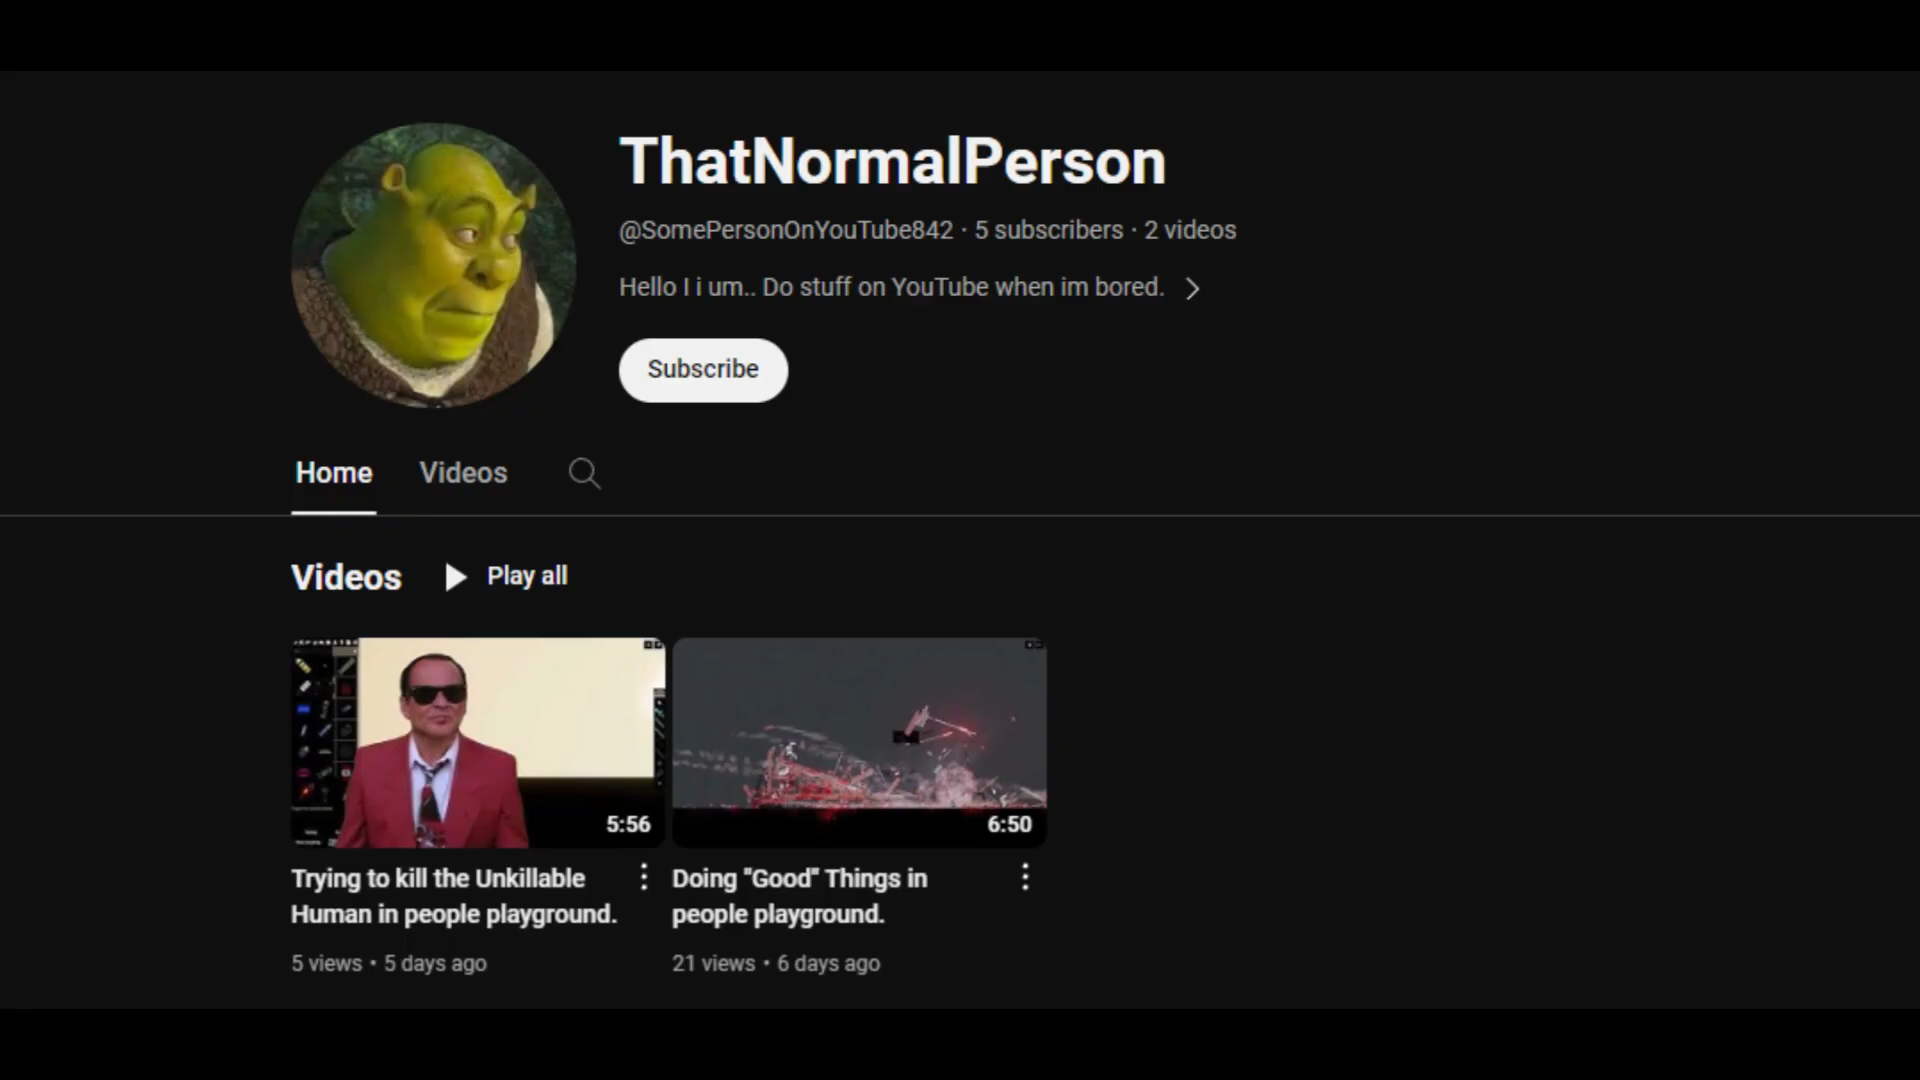 ThatNormalPerson
@SomePersonOnYouTube842 · 5 subscribers · 2 videos
Hello I i um.. Do stuff on YouTube when im bored.
Subscribe
Home
Videos
Videos
Play all
5:56
6:50
Trying to kill the Unkillable
Human in people playground.
5 views • 5 days ago
Doing "Good" Things in
people playground.
21 views • 6 days ago